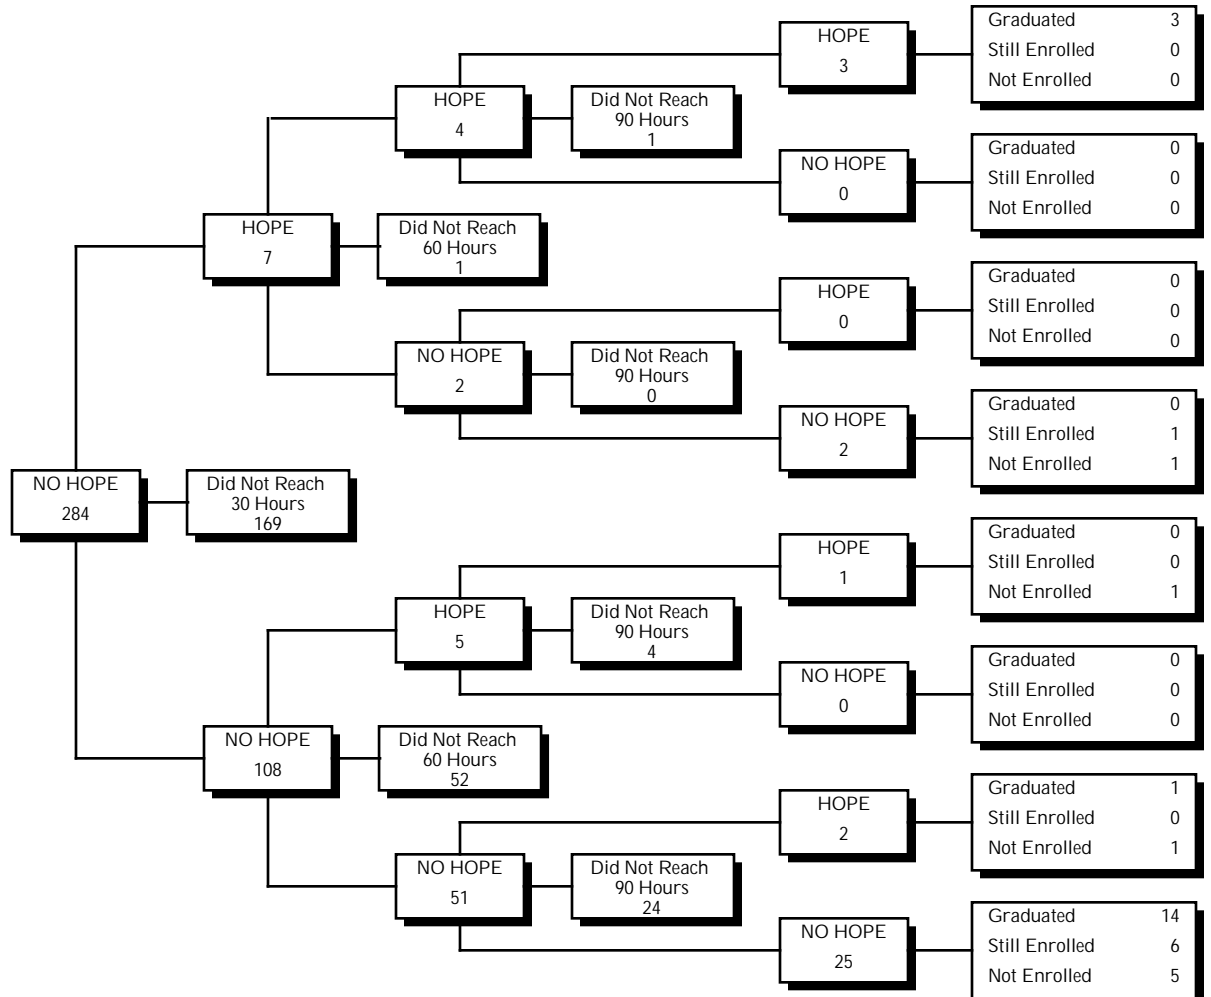 HOPE
3
Graduated 3
Still Enrolled 0
Not Enrolled 0
HOPE
4
Did Not Reach
90 Hours
1
NO HOPE
0
Graduated 0
Still Enrolled 0
Not Enrolled 0
HOPE
7
Did Not Reach
60 Hours
1
HOPE
0
Graduated 0
Still Enrolled 0
Not Enrolled 0
NO HOPE
2
Did Not Reach
90 Hours
0
NO HOPE
2
Graduated 0
Still Enrolled 1
Not Enrolled 1
NO HOPE
284
Did Not Reach
30 Hours
169
HOPE
1
Graduated 0
Still Enrolled 0
Not Enrolled 1
HOPE
5
Did Not Reach
90 Hours
4
NO HOPE
0
Graduated 0
Still Enrolled 0
Not Enrolled 0
NO HOPE
108
Did Not Reach
60 Hours
52
HOPE
2
Graduated 1
Still Enrolled 0
Not Enrolled 1
NO HOPE
51
Did Not Reach
90 Hours
24
NO HOPE
25
Graduated 14
Still Enrolled 6
Not Enrolled 5